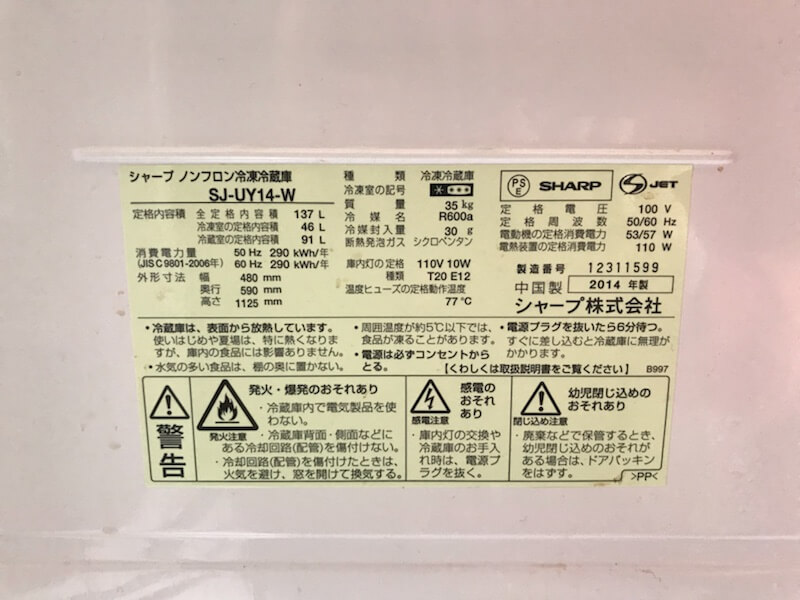 シャープ ノンフロン冷凍冷蔵庫
SJ-UY14-W
定格内容積 全定格内容積 137 L
冷凍室の定格内容積 46 L
冷蔵室の定格内容積 91 L
消費電力量 50 Hz 290 kWh/年
(JIS C 9801-2006年) 60 Hz 290 kWh/年
外形寸法 幅 480 mm
奥行 590 mm
高さ 1125 mm
種類 冷凍冷蔵庫
冷凍室の記号
質量 35 kg
冷媒名 R600a
冷媒封入量 30 g
断熱発泡ガス シクロペンタン
庫内灯の定格 110V 10W
種類 T20 E12
温度ヒューズの定格動作温度
77 ℃
PS
E
SHARP
JET
定格電圧 100 V
定格周波数 50/60 Hz
電動機の定格消費電力 53/57 W
電熱装置の定格消費電力 110 W
製造番号 12311599
中国製 2014 年製
シャープ株式会社
・冷蔵庫は、表面から放熱しています。
使いはじめや夏場は、特に熱くなりま
すが、庫内の食品には影響ありません。
・水気の多い食品は、棚の奥に置かない。
・周囲温度が約5℃以下では、
食品が凍ることがあります。
・電源は必ずコンセントから
とる。
・電源プラグを抜いたら6分待つ。
すぐに差し込むと冷蔵庫に無理が
かかります。
【くわしくは取扱説明書をご覧ください】
B997
警告
発火注意
発火・爆発のおそれあり
・冷蔵庫内で電気製品を使
わない。
・冷蔵庫背面・側面などに
ある冷却回路(配管)を傷付けない。
・冷却回路(配管)を傷付けたときは、
火気を避け、窓を開けて換気する。
感電注意
感電の
おそれ
あり
・庫内灯の交換や
冷蔵庫のお手入
れ時は、電源プ
ラグを抜く。
閉じ込め注意
幼児閉じ込めの
おそれあり
・廃棄などで保管するとき、
幼児閉じ込めのおそれが
ある場合は、ドアパッキン
をはずす。
>PP<